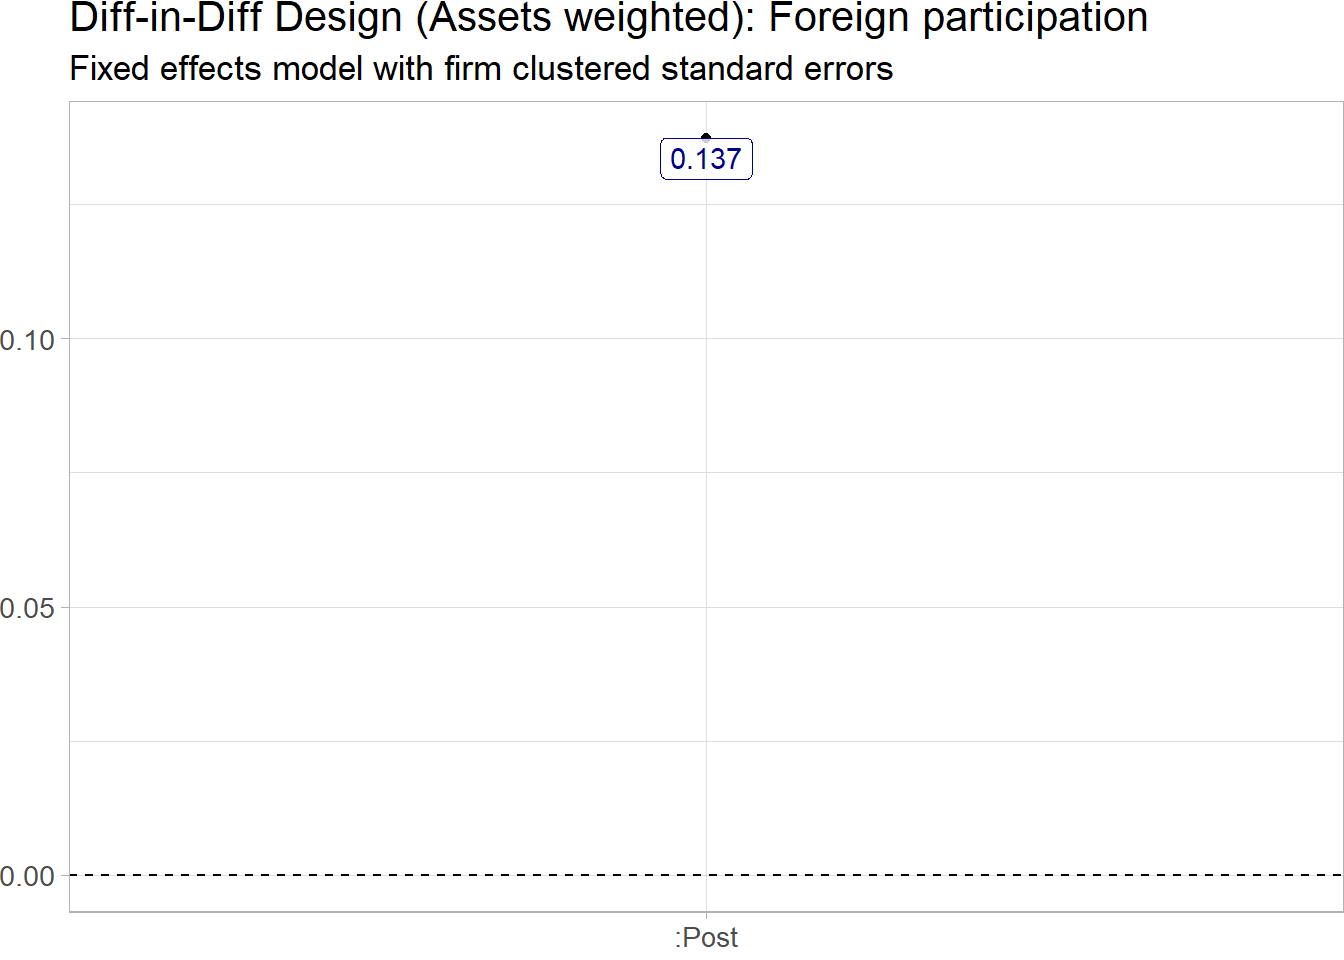 Diff-in-Diff Design (Assets weighted): Foreign participation
Fixed effects model with firm clustered standard errors
0.137
0.10
0.05
0.00
:Post